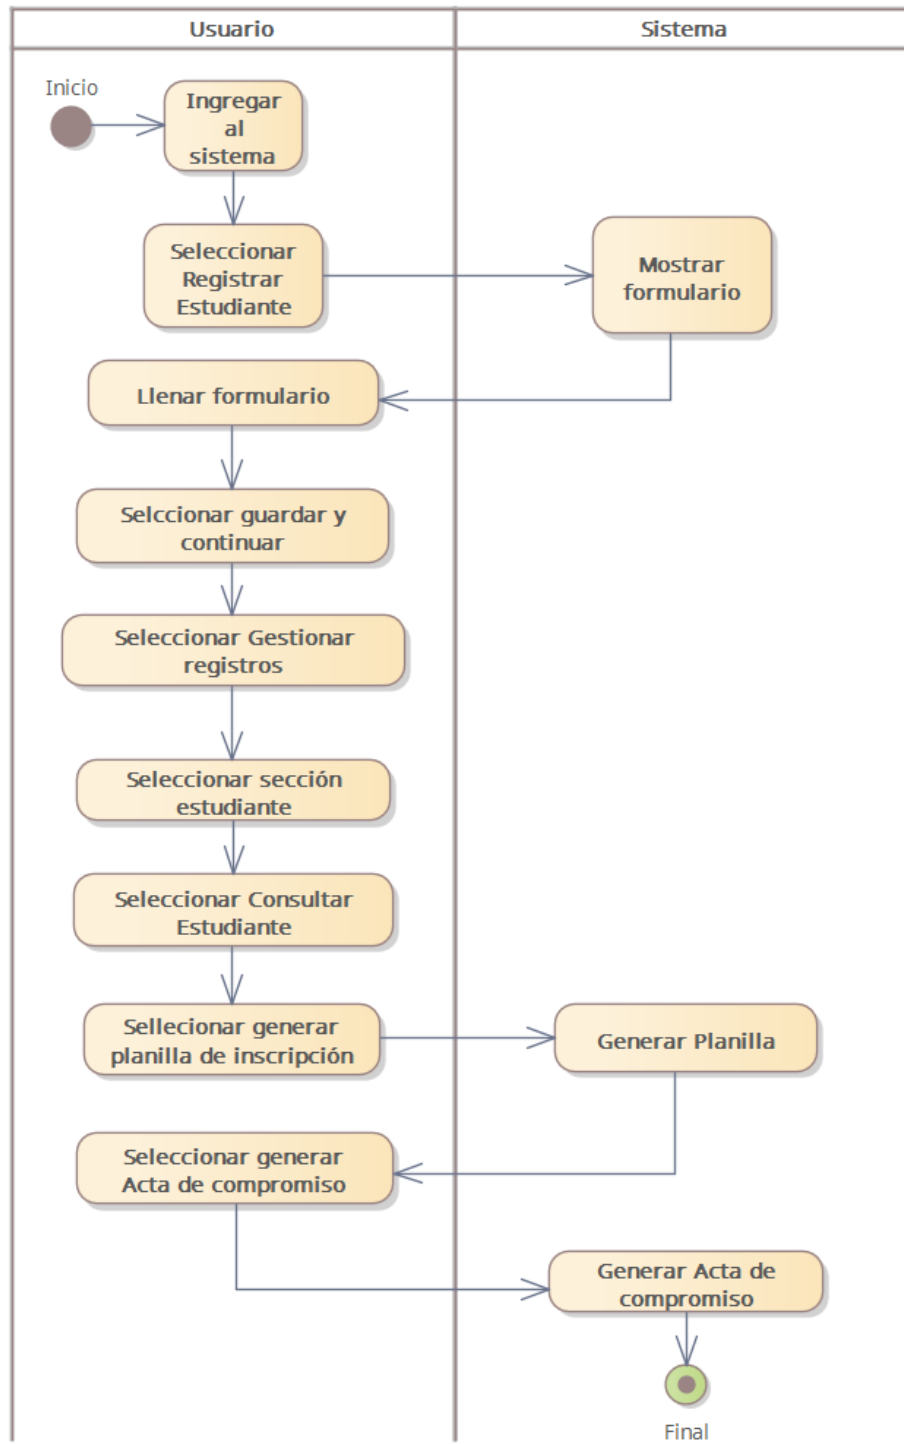 Usuario
Sistema
Inicio
Ingregar
al
sistema
Seleccionar
Registrar
Estudiante
Mostrar
formulario
Llenar formulario
Selccionar guardar y
continuar
Seleccionar Gestionar
registros
Seleccionar sección
estudiante
Seleccionar Consultar
Estudiante
Sellecionar generar
planilla de inscripción
Generar Planilla
Seleccionar generar
Acta de compromiso
Generar Acta de
compromiso
Final